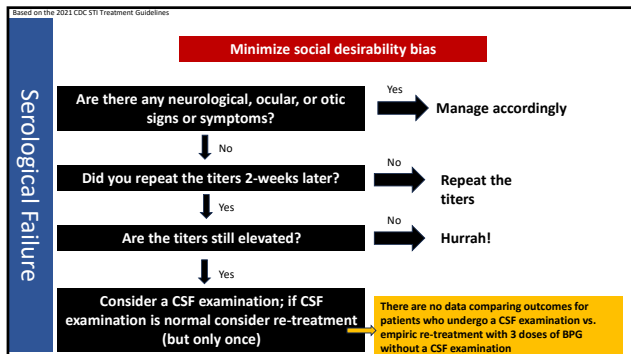 Based on the 2021 CDC STI Treatment Guidelines
Minimize social desirability bias
Serological Failure
Are there any neurological, ocular, or otic
signs or symptoms?
Yes
Manage accordingly
No
Did you repeat the titers 2-weeks later?
No
Repeat the
titers
Yes
Are the titers still elevated?
No
Hurrah!
Yes
Consider a CSF examination; if CSF
examination is normal consider re-treatment
(but only once)
There are no data comparing outcomes for
patients who undergo a CSF examination vs.
empiric re-treatment with 3 doses of BPG
without a CSF examination